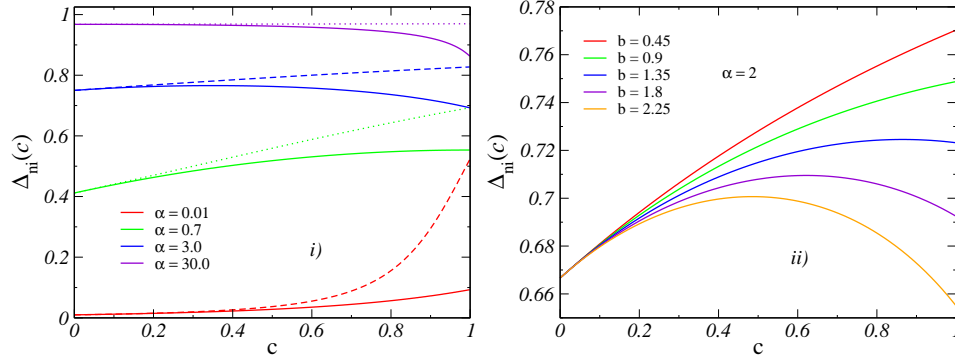 1
0.8
0.6
0.4
0.2
0
Δni(c)
α = 0.01
α = 0.7
α = 3.0
α = 30.0
i)
0 0.2 0.4 0.6 0.8 1
c
0.78
0.76
0.74
0.72
0.7
0.68
0.66
Δni(c)
b = 0.45
b = 0.9
b = 1.35
b = 1.8
b = 2.25
α = 2
ii)
0 0.2 0.4 0.6 0.8 1
c